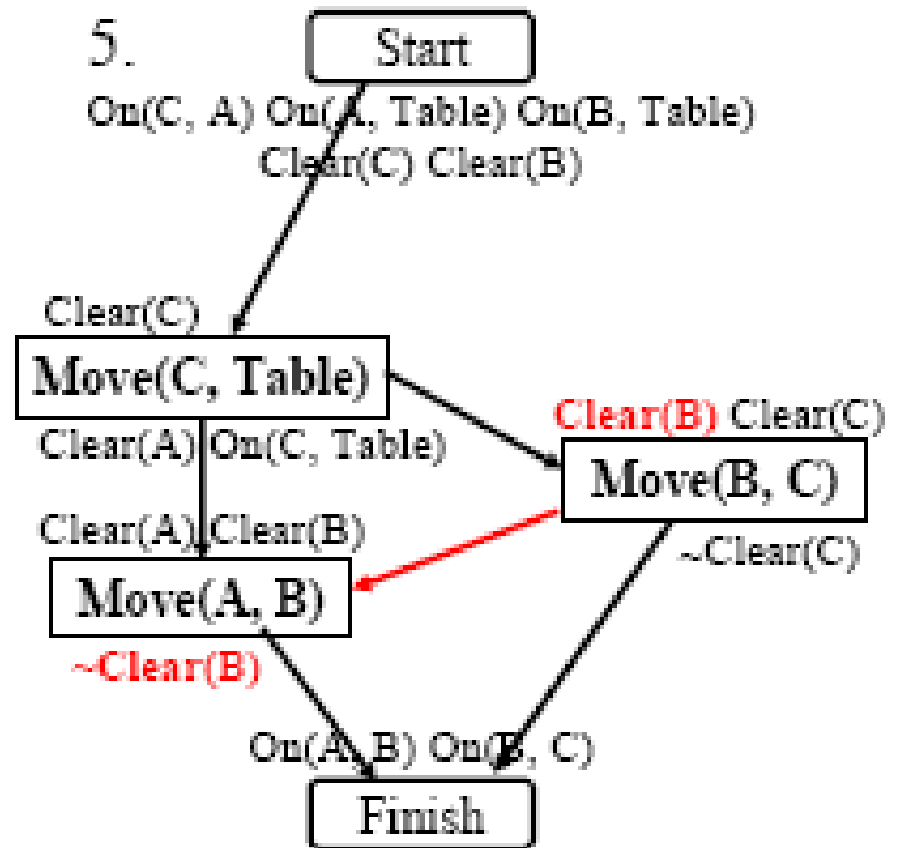 5.
Start
On(C, A) On(A, Table) On(B, Table)
Clear(C) Clear(B)
Clear(C)
Move(C, Table)
Clear(A) On(C, Table)
Clear(B) Clear(C)
Move(B, C)
~Clear(C)
Clear(A) Clear(B)
Move(A, B)
~Clear(B)
On(A, B) On(B, C)
Finish